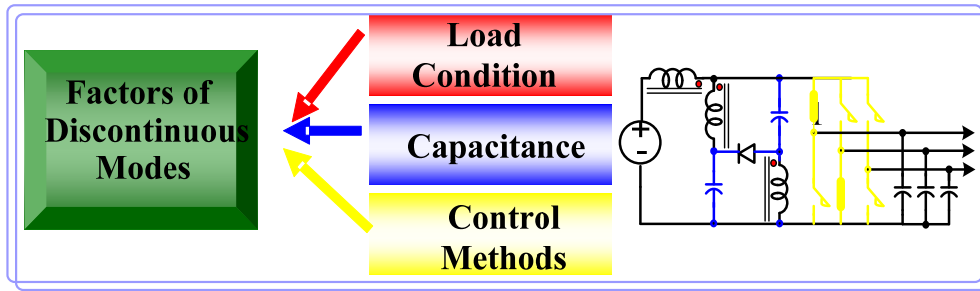 Factors of
Discontinuous
Modes
Load
Condition
Capacitance
Control
Methods
+
-